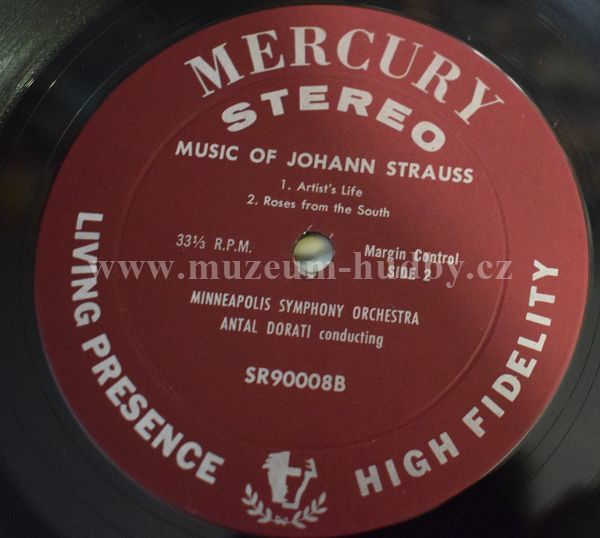 MERCURY
STEREO
MUSIC OF JOHANN STRAUSS
1. Artist's Life
2. Roses from the South
33⅓ R.P.M.
Margin Control
SIDE 2
www.muzeum-hudby.cz
MINNEAPOLIS SYMPHONY ORCHESTRA
ANTAL DORATI conducting
SR90008B
LIVING PRESENCE
HIGH FIDELITY